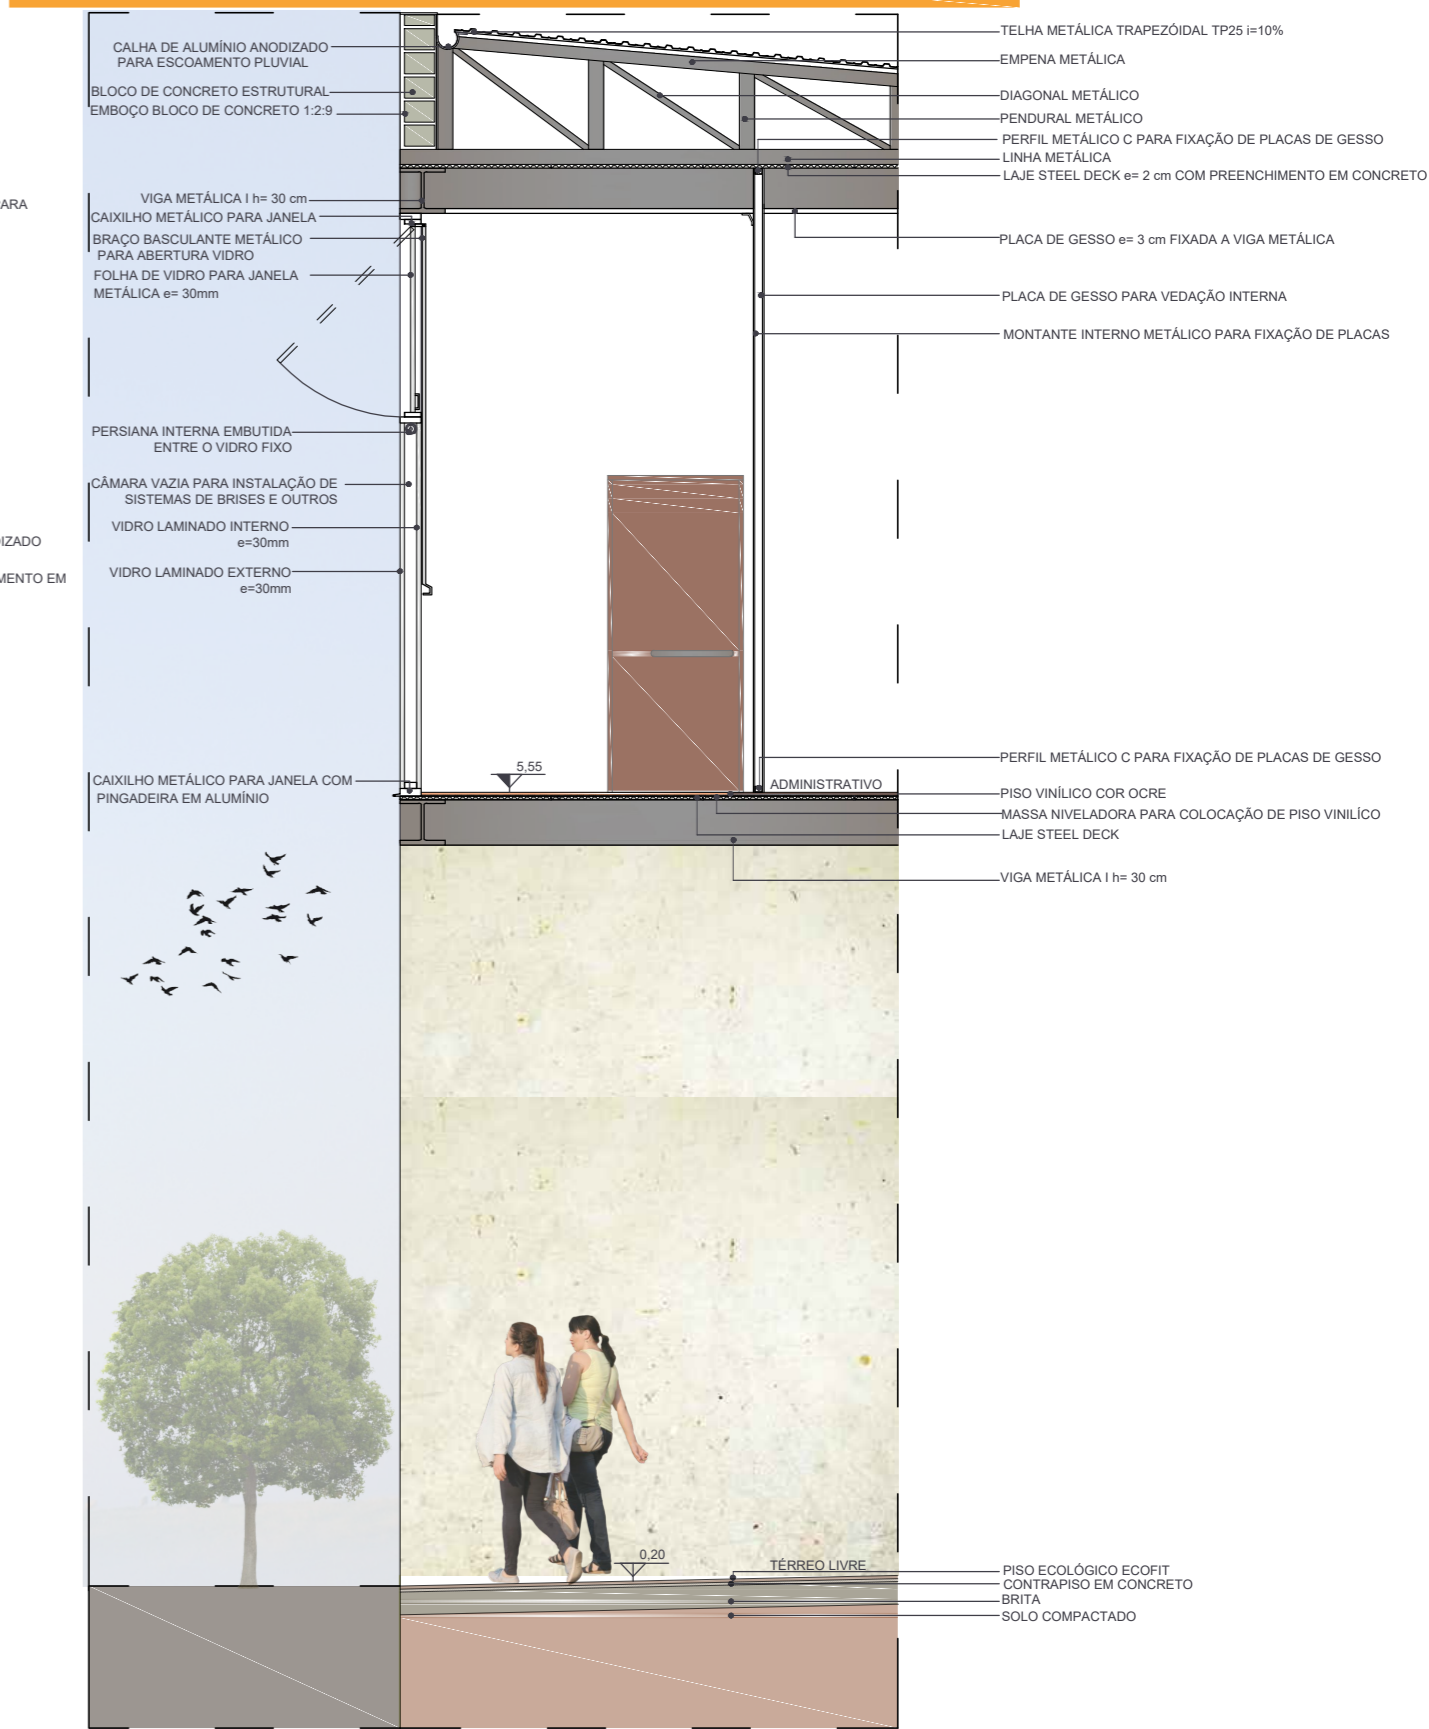 CALHA DE ALUMÍNIO ANODIZADO
PARA ESCOAMENTO PLUVIAL
BLOCO DE CONCRETO ESTRUTURAL
EMBOÇO BLOCO DE CONCRETO 1:2:9
VIGA METÁLICA I h= 30 cm
CAIXILHO METÁLICO PARA JANELA
BRAÇO BASCULANTE METÁLICO
PARA ABERTURA VIDRO
FOLHA DE VIDRO PARA JANELA
METÁLICA e= 30mm
PERSIANA INTERNA EMBUTIDA
ENTRE O VIDRO FIXO
CÂMARA VAZIA PARA INSTALAÇÃO DE
SISTEMAS DE BRISES E OUTROS
VIDRO LAMINADO INTERNO
e=30mm
VIDRO LAMINADO EXTERNO
e=30mm
CAIXILHO METÁLICO PARA JANELA COM
PINGADEIRA EM ALUMÍNIO
PARA
IZADO
MENTO EM
5,55
ADMINISTRATIVO
0,20
TÉRREO LIVRE
TELHA METÁLICA TRAPEZÓIDAL TP25 i=10%
EMPENA METÁLICA
DIAGONAL METÁLICO
PENDURAL METÁLICO
PERFIL METÁLICO C PARA FIXAÇÃO DE PLACAS DE GESSO
LINHA METÁLICA
LAJE STEEL DECK e= 2 cm COM PREENCHIMENTO EM CONCRETO
PLACA DE GESSO e= 3 cm FIXADA A VIGA METÁLICA
PLACA DE GESSO PARA VEDAÇÃO INTERNA
MONTANTE INTERNO METÁLICO PARA FIXAÇÃO DE PLACAS
PERFIL METÁLICO C PARA FIXAÇÃO DE PLACAS DE GESSO
PISO VINÍLICO COR OCRE
MASSA NIVELADORA PARA COLOCAÇÃO DE PISO VINILÍCO
LAJE STEEL DECK
VIGA METÁLICA I h= 30 cm
PISO ECOLÓGICO ECOFIT
CONTRAPISO EM CONCRETO
BRITA
SOLO COMPACTADO